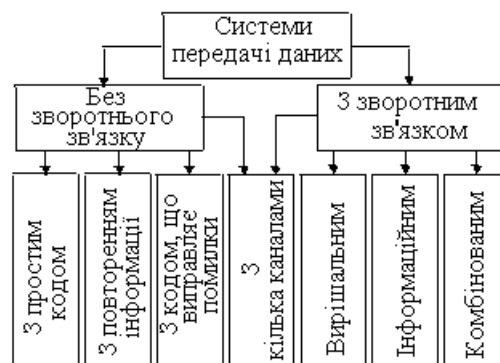 Системи
передачі даних
Без
зворотнього
зв'язку
З зворотним
зв'язком
З простим
кодом
З повторенням
інформації
З кодом, що
виправляє
помилки
З
кілька каналами
Вирішальним
Інформаційним
Комбінованим